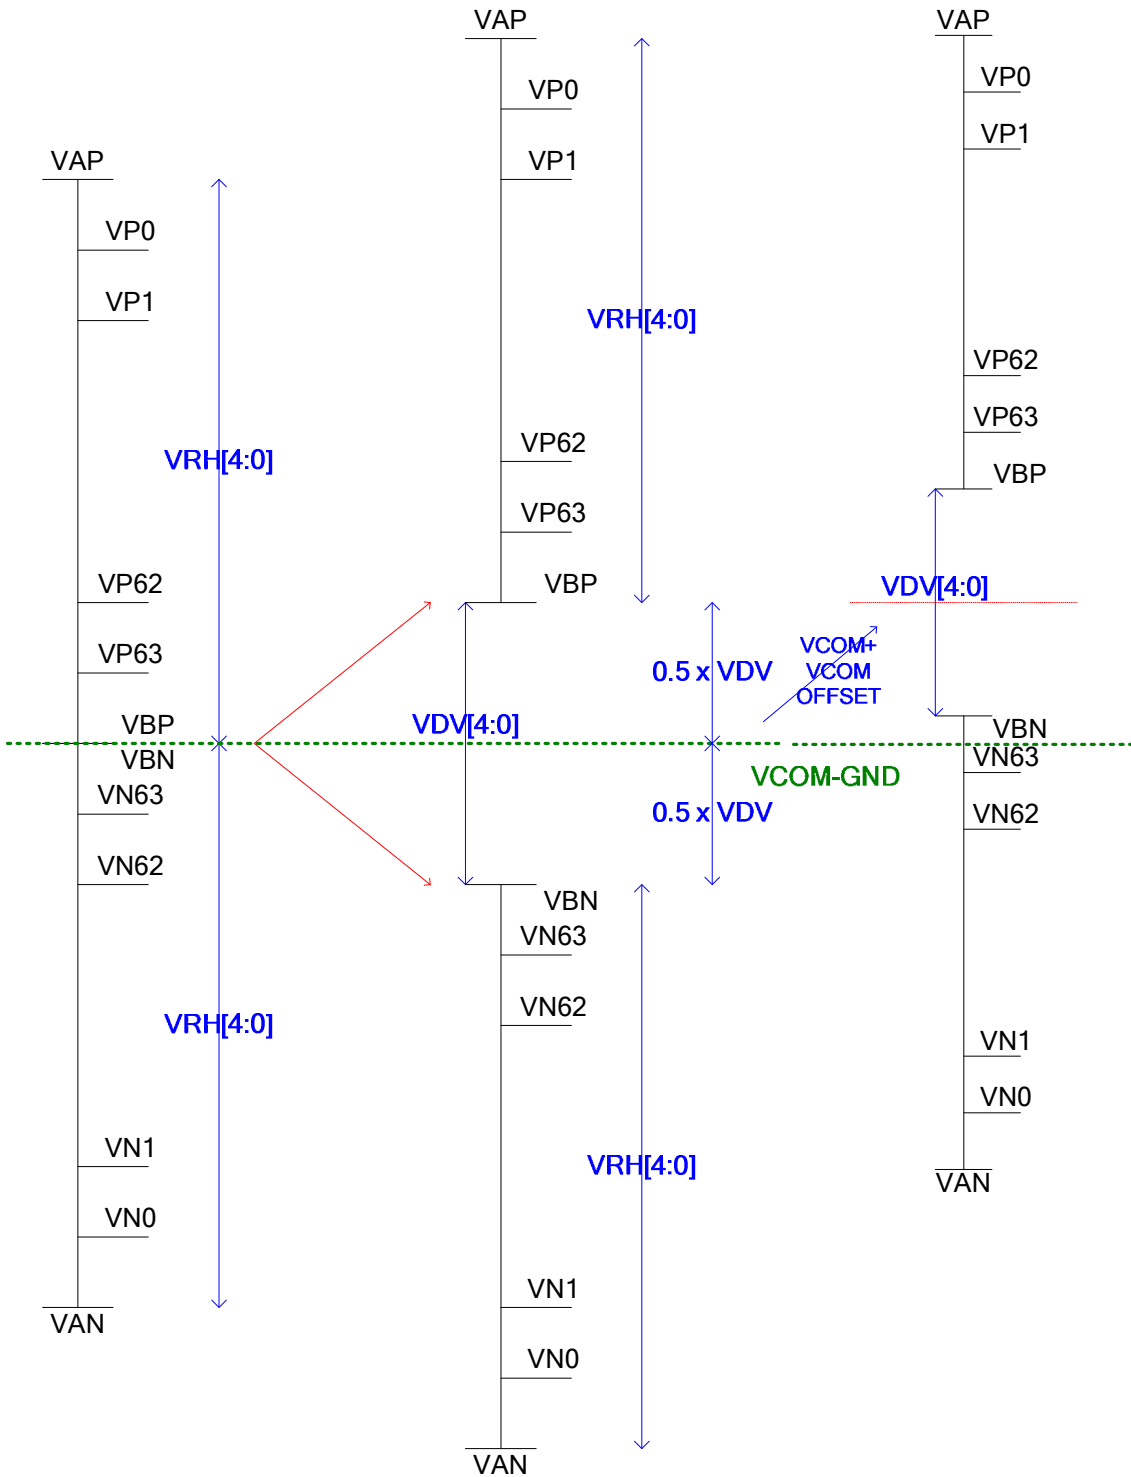 VAP
VP0
VP1
VRH[4:0]
VP62
VP63
VBP
VBN
VN63
VN62
VRH[4:0]
VN1
VN0
VAN
VAP
VP0
VP1
VRH[4:0]
VP62
VP63
VBP
0.5 x VDV
VDV[4:0]
0.5 x VDV
VBN
VN63
VN62
VRH[4:0]
VN1
VN0
VAN
VCOM+
VCOM
OFFSET
VCOM-GND
VAP
VP0
VP1
VP62
VP63
VBP
VDV[4:0]
VBN
VN63
VN62
VN1
VN0
VAN